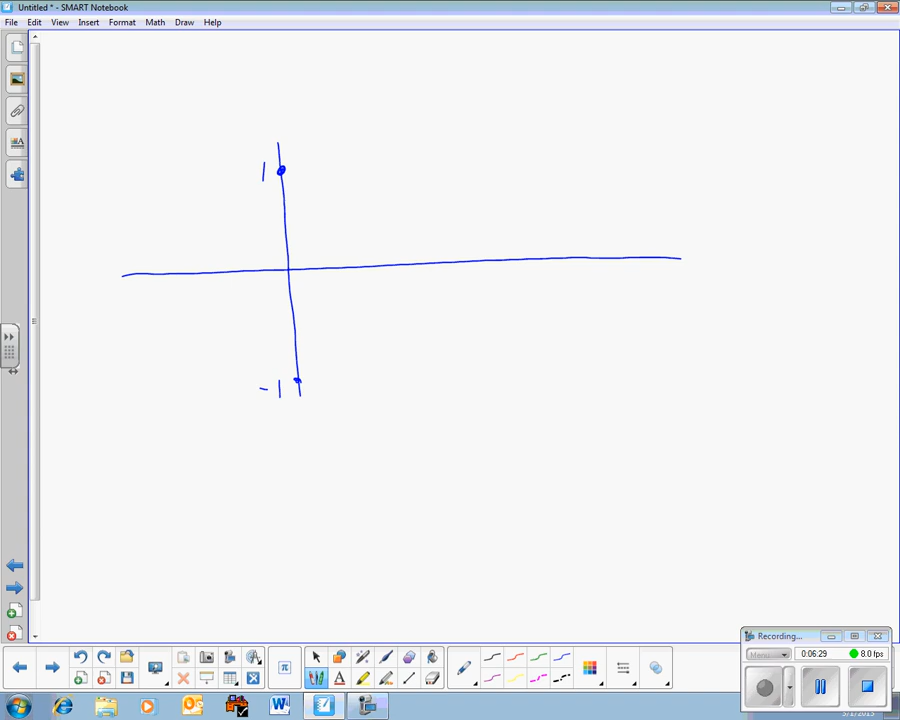 Untitled * - SMART Notebook
File Edit View Insert Format Math Draw Help
1
-1
Recording...
Menu
0:06:29
8.0 fps